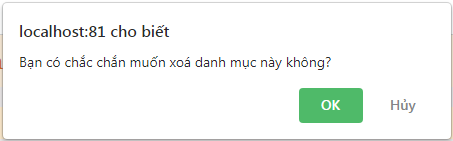 localhost:81 cho biết
Bạn có chắc chắn muốn xoá danh mục này không?
OK
Hủy